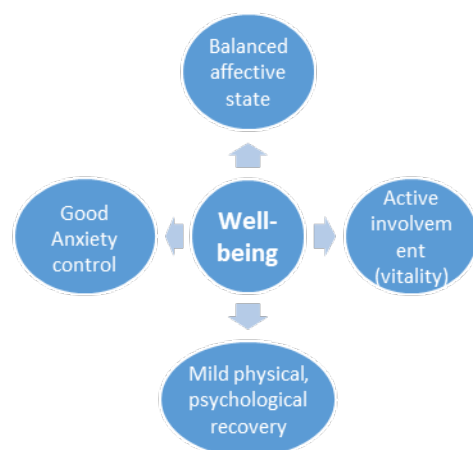 Balanced
affective
state
Good
Anxiety
control
Well-
being
Active
involvem
ent
(vitality)
Mild physical,
psychological
recovery